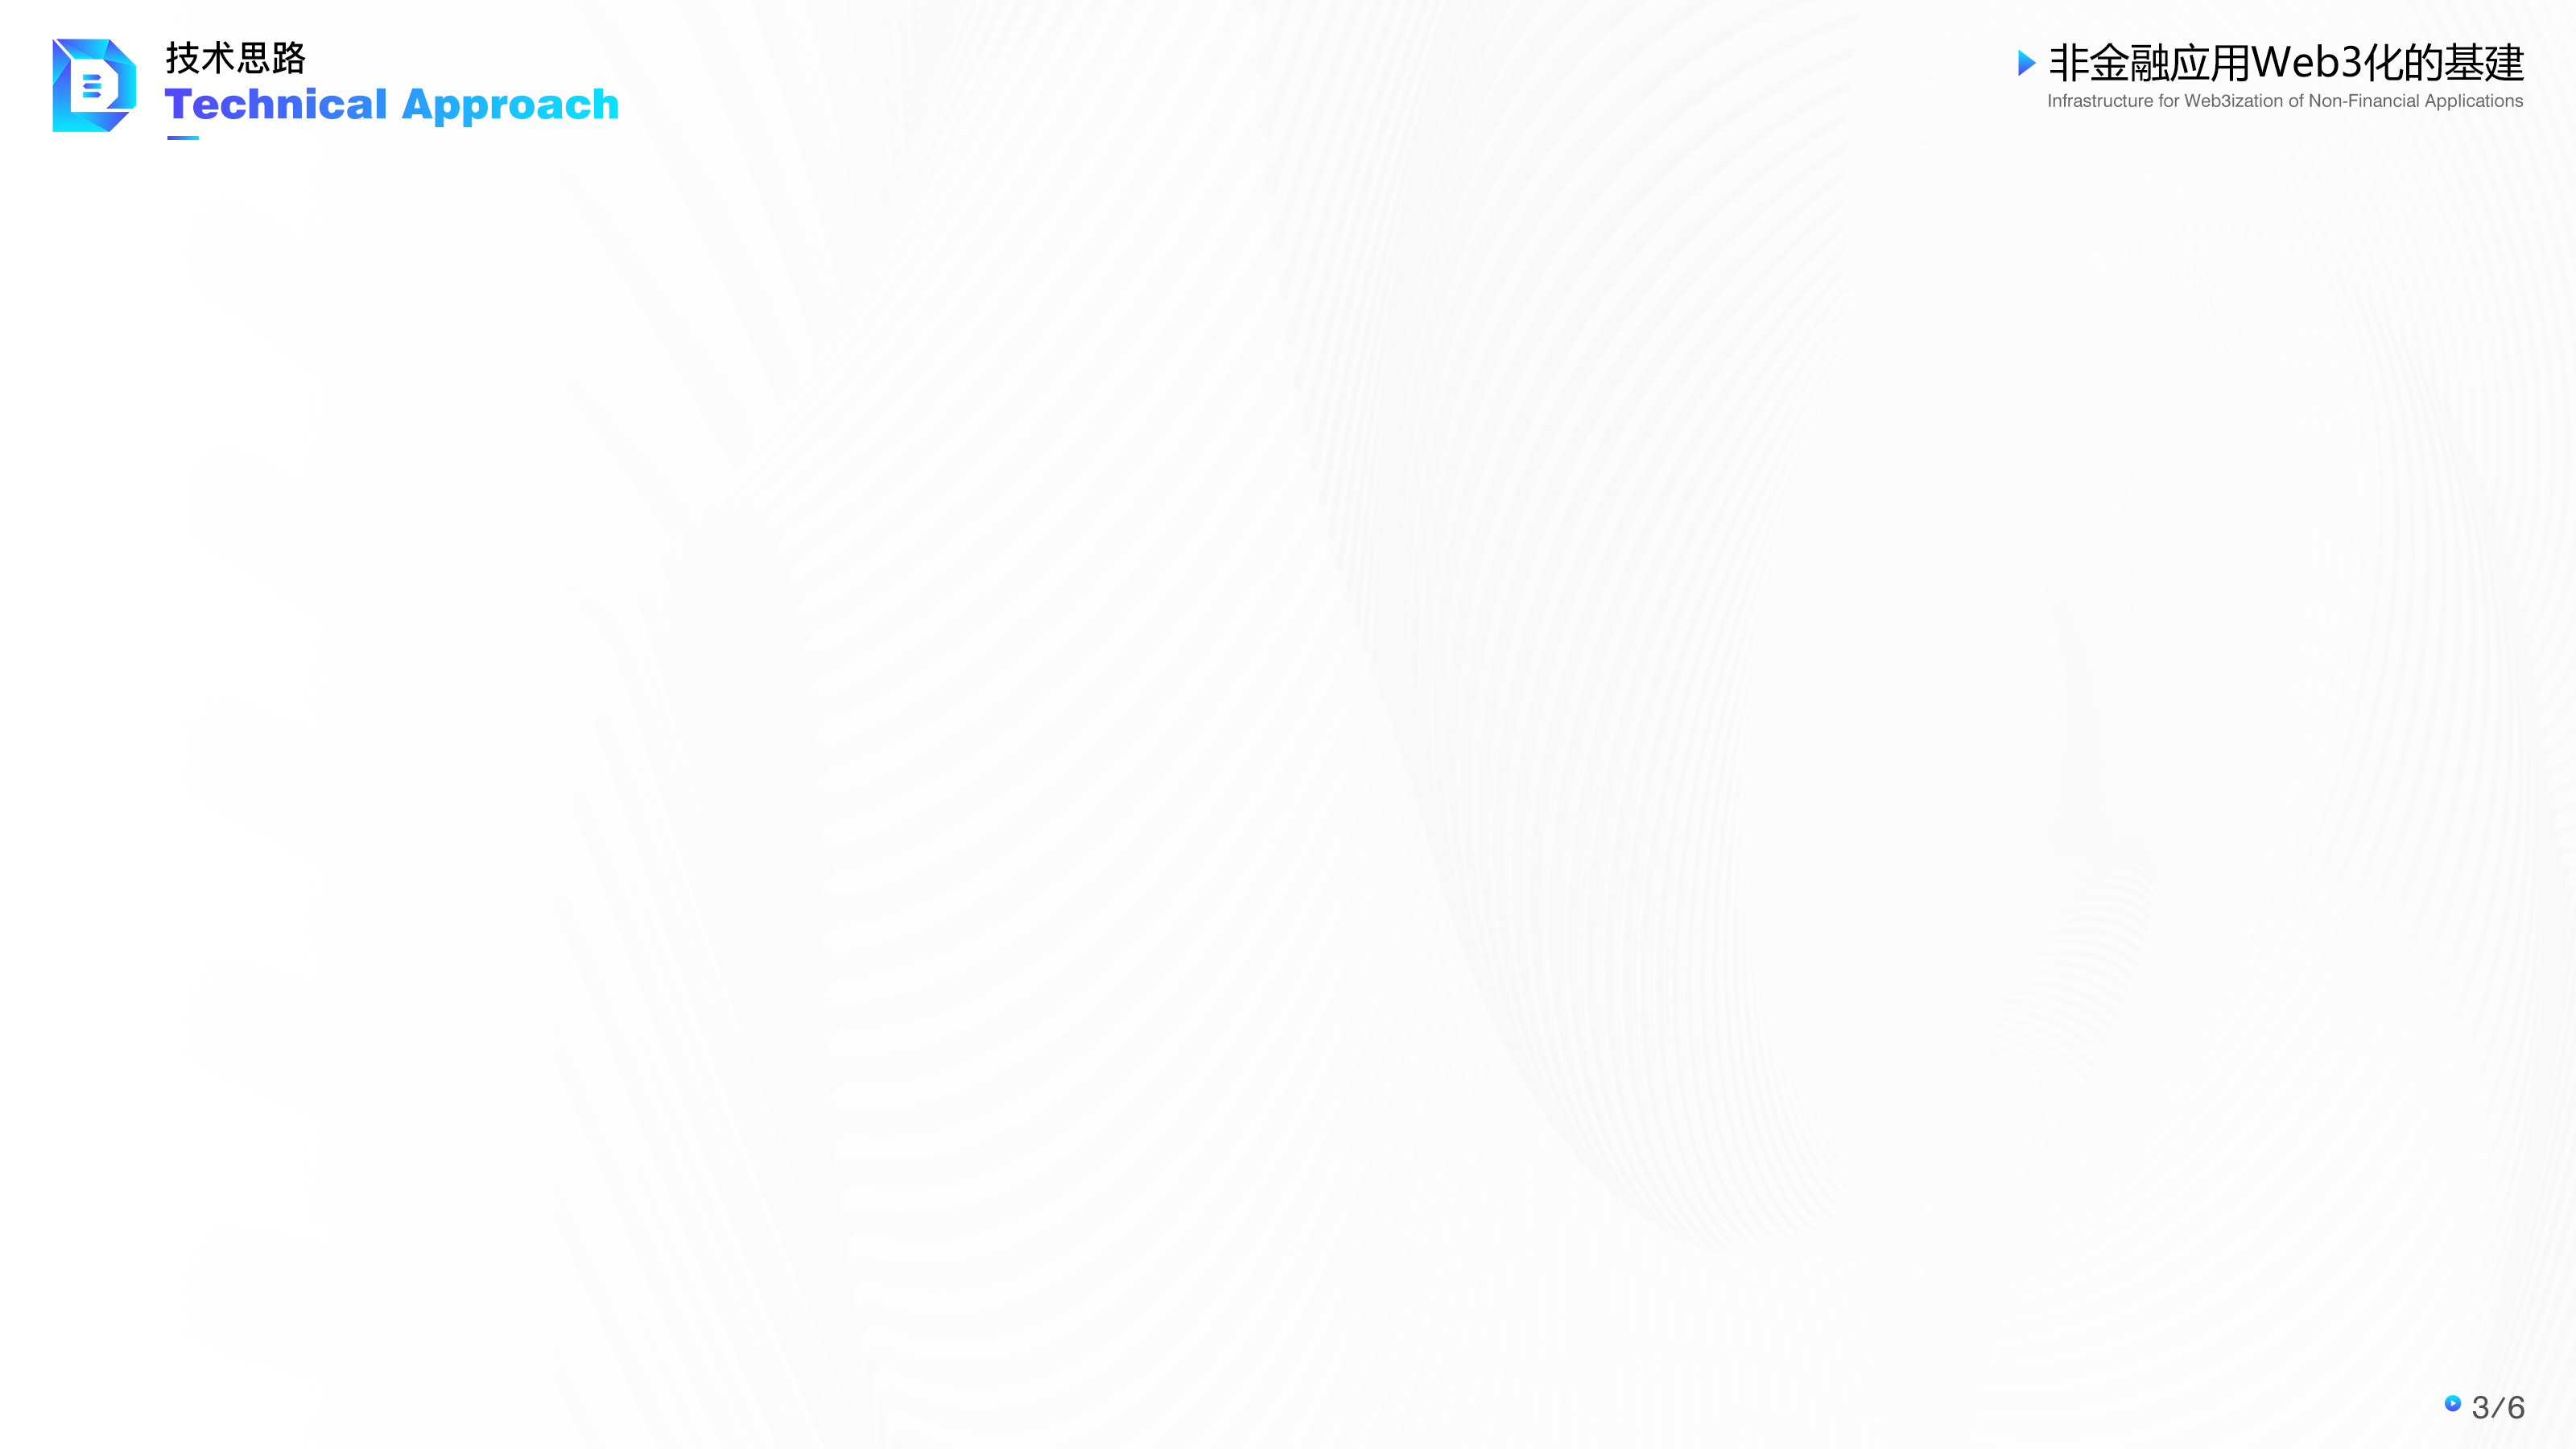 技术思路
Technical Approach
非金融应用Web3化的基建
Infrastructure for Web3ization of Non-Financial Applications
3/6